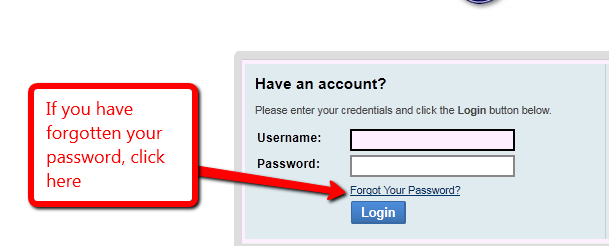 If you have
forgotten your
password, click
here
Have an account?
Please enter your credentials and click the Login button below.
Username:
Password:
Forgot Your Password?
Login